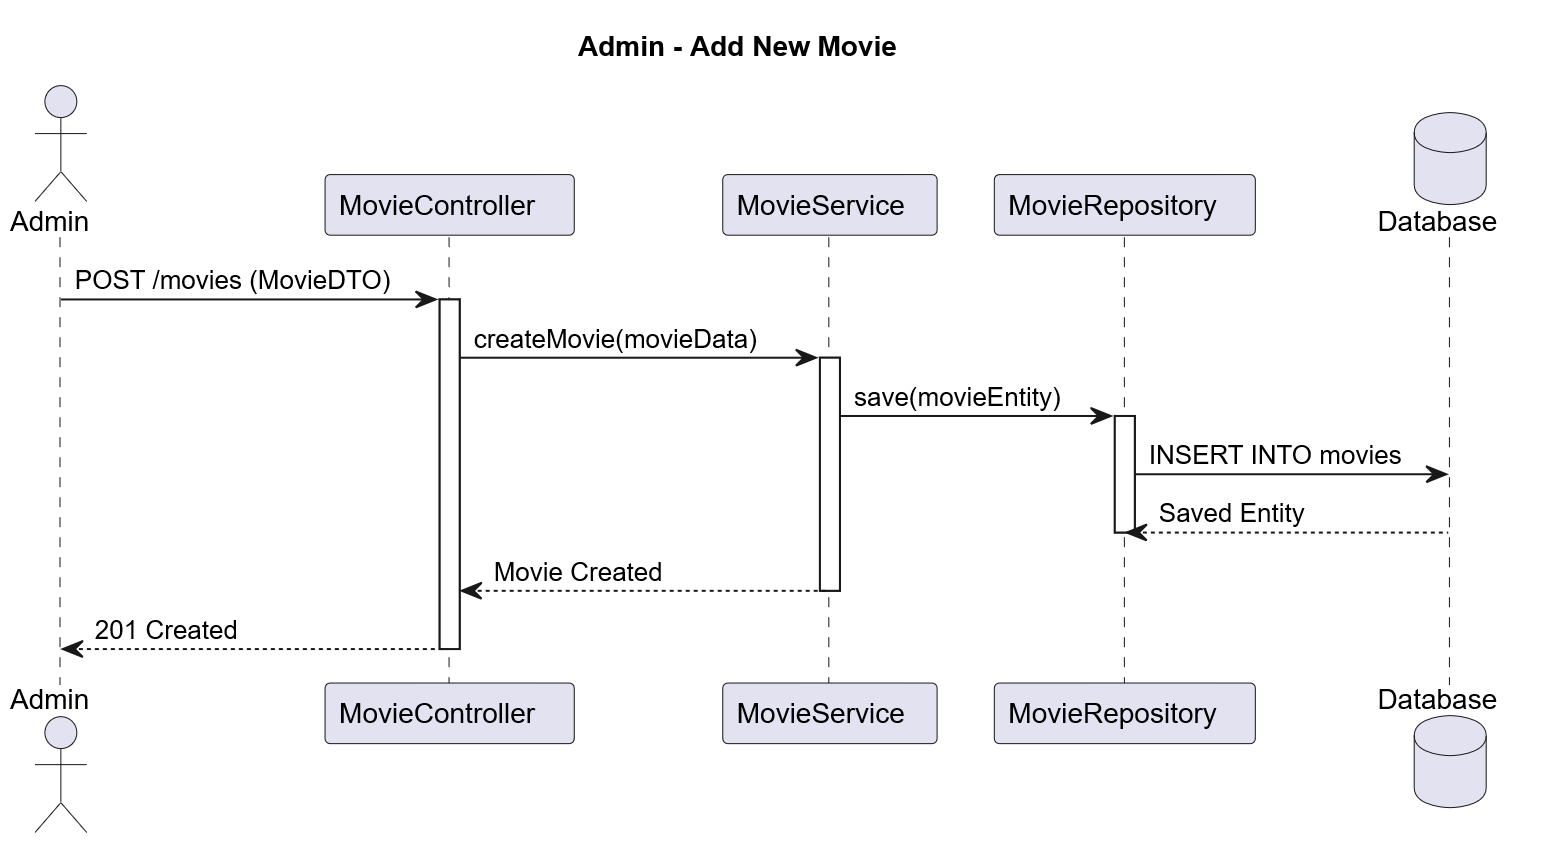 Admin - Add New Movie
Admin
MovieController
MovieService
MovieRepository
Database
POST /movies (MovieDTO)
createMovie(movieData)
save(movieEntity)
INSERT INTO movies
Saved Entity
Movie Created
201 Created
Admin
MovieController
MovieService
MovieRepository
Database